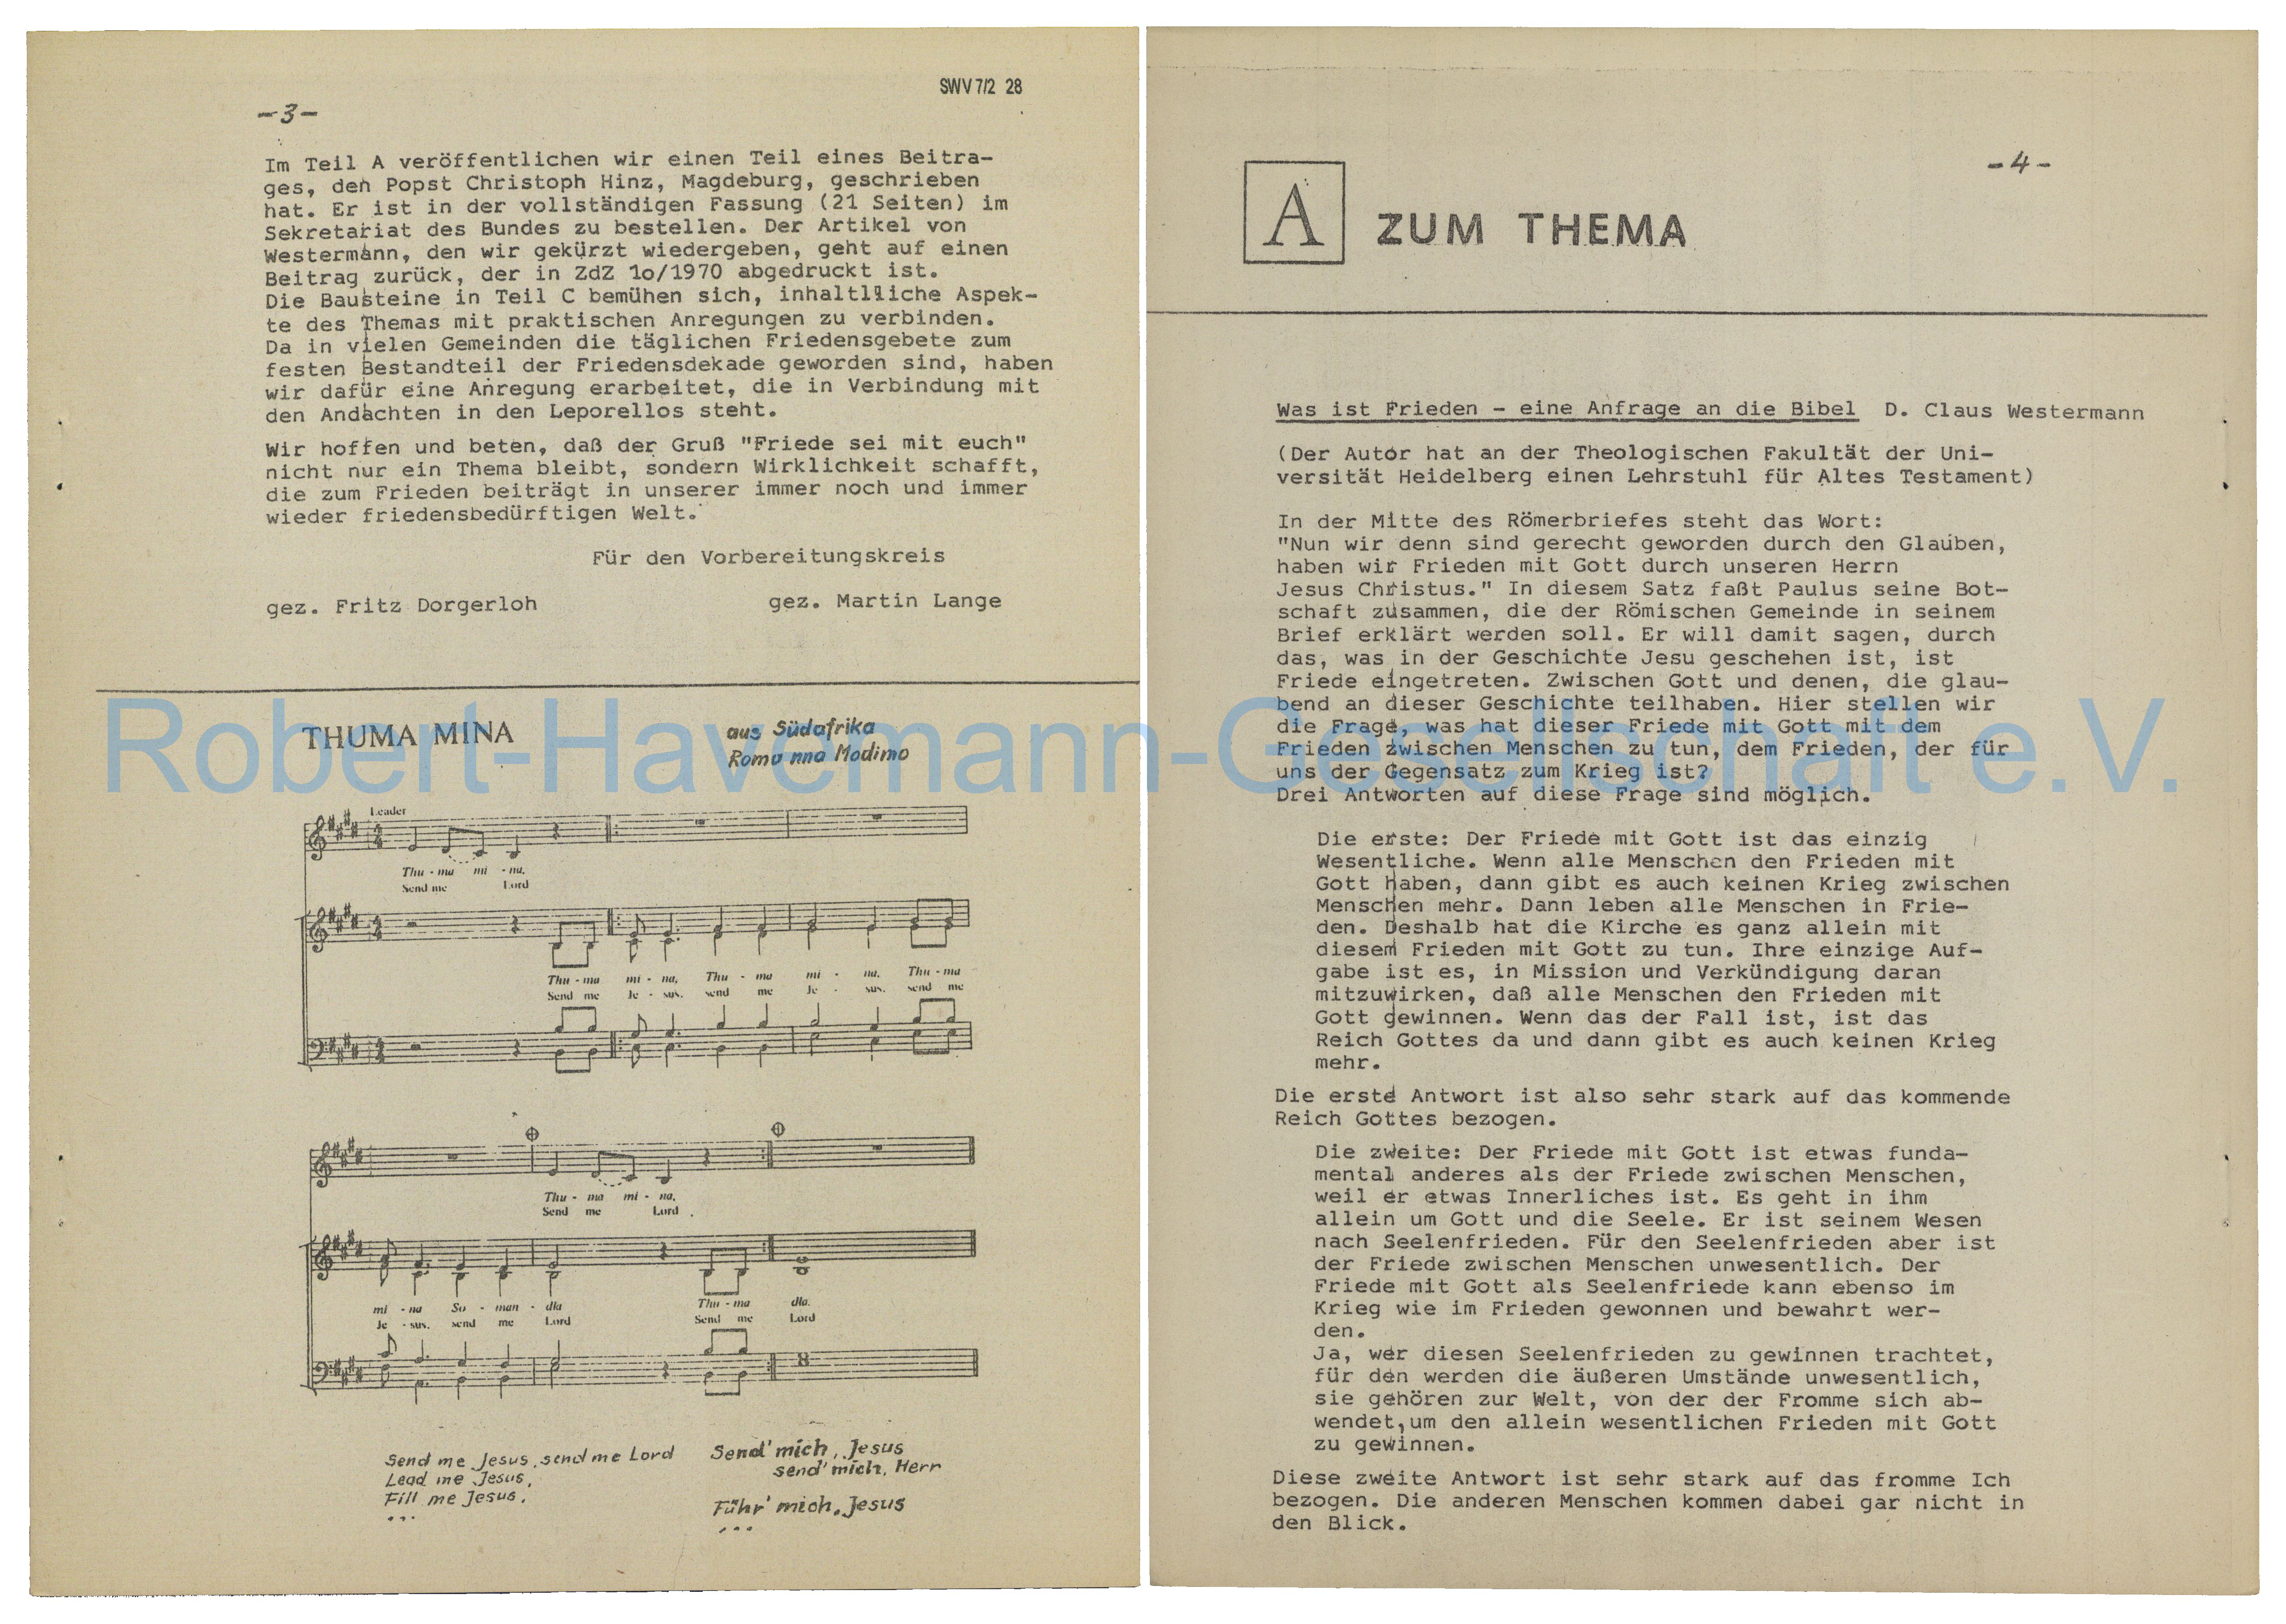 SWV 7/2 28
-3-
Im Teil A veröffentlichen wir einen Teil eines Beitra-
ges, den Popst Christoph Hinz, Magdeburg, geschrieben
hat. Er ist in der vollständigen Fassung (21 Seiten) im
Sekretariat des Bundes zu bestellen. Der Artikel von
Westermann, den wir gekürzt wiedergeben, geht auf einen
Beitrag zurück, der in ZdZ 1o/1970 abgedruckt ist.
Die Bausteine in Teil C bemühen sich, inhaltlliche Aspek-
te des Themas mit praktischen Anregungen zu verbinden.
Da in vielen Gemeinden die täglichen Friedensgebete zum
festen Bestandteil der Friedensdekade geworden sind, haben
wir dafür eine Anregung erarbeitet, die in Verbindung mit
den Andachten in den Leporellos steht.
Wir hoffen und beten, daß der Gruß "Friede sei mit euch"
nicht nur ein Thema bleibt, sondern Wirklichkeit schafft,
die zum Frieden beiträgt in unserer immer noch und immer
wieder friedensbedürftigen Welt.
Für den Vorbereitungskreis
gez. Fritz Dorgerloh gez. Martin Lange
THUMA MINA
aus Südafrika
Roma nna Modimo
Leader
Thu - ma mi - na.
Send me Lord
Thu - ma mi - na, Thu - ma mi - na. Thu - ma
Send me Je - sus. send me Je - sus. send me
Thu - ma mi - na.
Send me Lord
mi - na So - man - dla Thu - ma dla.
Je - sus, send me Lord Send me Lord
Send me Jesus, send me Lord
Lead me Jesus,
Fill me Jesus.
...
Send' mich, Jesus
send' mich, Herr
Führ' mich, Jesus
...
-4-
A ZUM THEMA
Was ist Frieden - eine Anfrage an die Bibel D. Claus Westermann
(Der Autor hat an der Theologischen Fakultät der Uni-
versität Heidelberg einen Lehrstuhl für Altes Testament)
In der Mitte des Römerbriefes steht das Wort:
"Nun wir denn sind gerecht geworden durch den Glauben,
haben wir Frieden mit Gott durch unseren Herrn
Jesus Christus." In diesem Satz faßt Paulus seine Bot-
schaft zusammen, die der Römischen Gemeinde in seinem
Brief erklärt werden soll. Er will damit sagen, durch
das, was in der Geschichte Jesu geschehen ist, ist
Friede eingetreten. Zwischen Gott und denen, die glau-
bend an dieser Geschichte teilhaben. Hier stellen wir
die Frage, was hat dieser Friede mit Gott mit dem
Frieden zwischen Menschen zu tun, dem Frieden, der für
uns der Gegensatz zum Krieg ist?
Drei Antworten auf diese Frage sind möglich.
Die erste: Der Friede mit Gott ist das einzig
Wesentliche. Wenn alle Menschen den Frieden mit
Gott haben, dann gibt es auch keinen Krieg zwischen
Menschen mehr. Dann leben alle Menschen in Frie-
den. Deshalb hat die Kirche es ganz allein mit
diesem Frieden mit Gott zu tun. Ihre einzige Auf-
gabe ist es, in Mission und Verkündigung daran
mitzuwirken, daß alle Menschen den Frieden mit
Gott gewinnen. Wenn das der Fall ist, ist das
Reich Gottes da und dann gibt es auch keinen Krieg
mehr.
Die erste Antwort ist also sehr stark auf das kommende
Reich Gottes bezogen.
Die zweite: Der Friede mit Gott ist etwas funda-
mental anderes als der Friede zwischen Menschen,
weil er etwas Innerliches ist. Es geht in ihm
allein um Gott und die Seele. Er ist seinem Wesen
nach Seelenfrieden. Für den Seelenfrieden aber ist
der Friede zwischen Menschen unwesentlich. Der
Friede mit Gott als Seelenfriede kann ebenso im
Krieg wie im Frieden gewonnen und bewahrt wer-
den.
Ja, wer diesen Seelenfrieden zu gewinnen trachtet,
für den werden die äußeren Umstände unwesentlich,
sie gehören zur Welt, von der der Fromme sich ab-
wendet,um den allein wesentlichen Frieden mit Gott
zu gewinnen.
Diese zweite Antwort ist sehr stark auf das fromme Ich
bezogen. Die anderen Menschen kommen dabei gar nicht in
den Blick.
Robert-Havemann-Gesellschaft e.V.